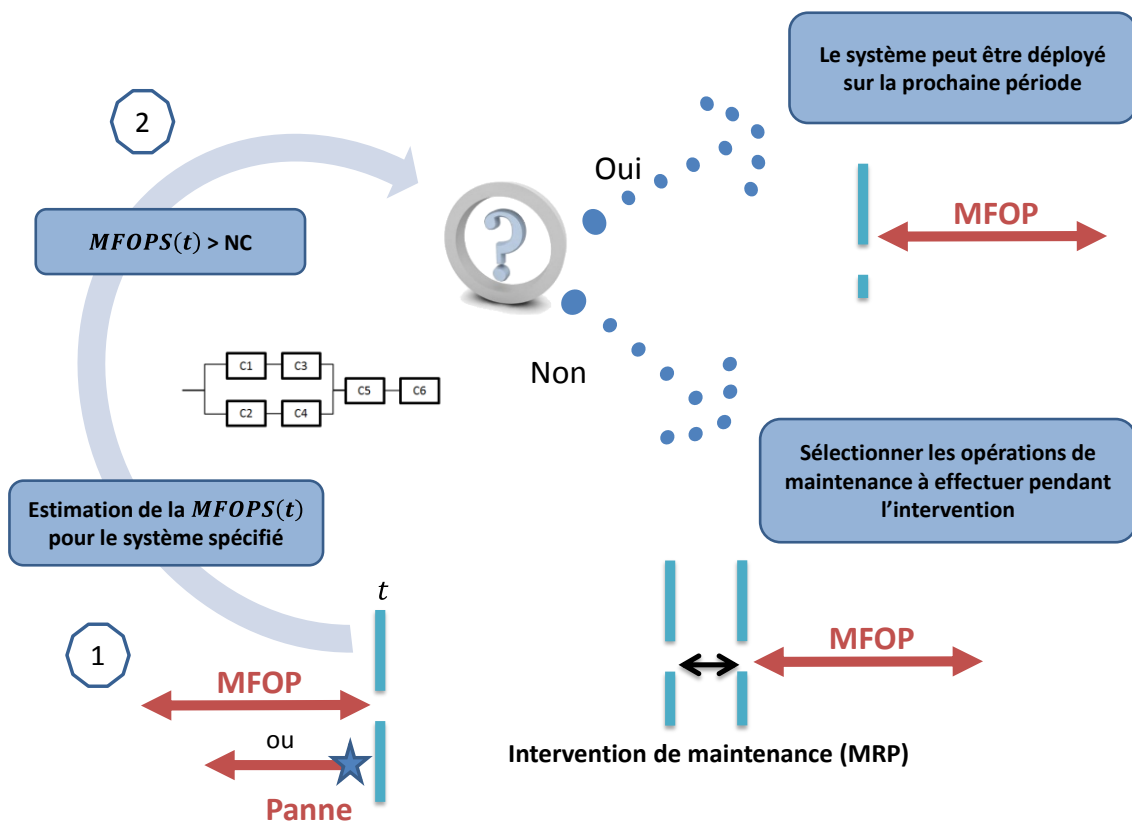 Le système peut être déployé
sur la prochaine période
2
Oui
MFOP
MFOPS(t) > NC
?
Non
C1
C3
C5
C6
C2
C4
Sélectionner les opérations de
maintenance à effectuer pendant
l'intervention
Estimation de la MFOPS(t)
pour le système spécifié
t
1
MFOP
MFOP
ou
Panne
Intervention de maintenance (MRP)